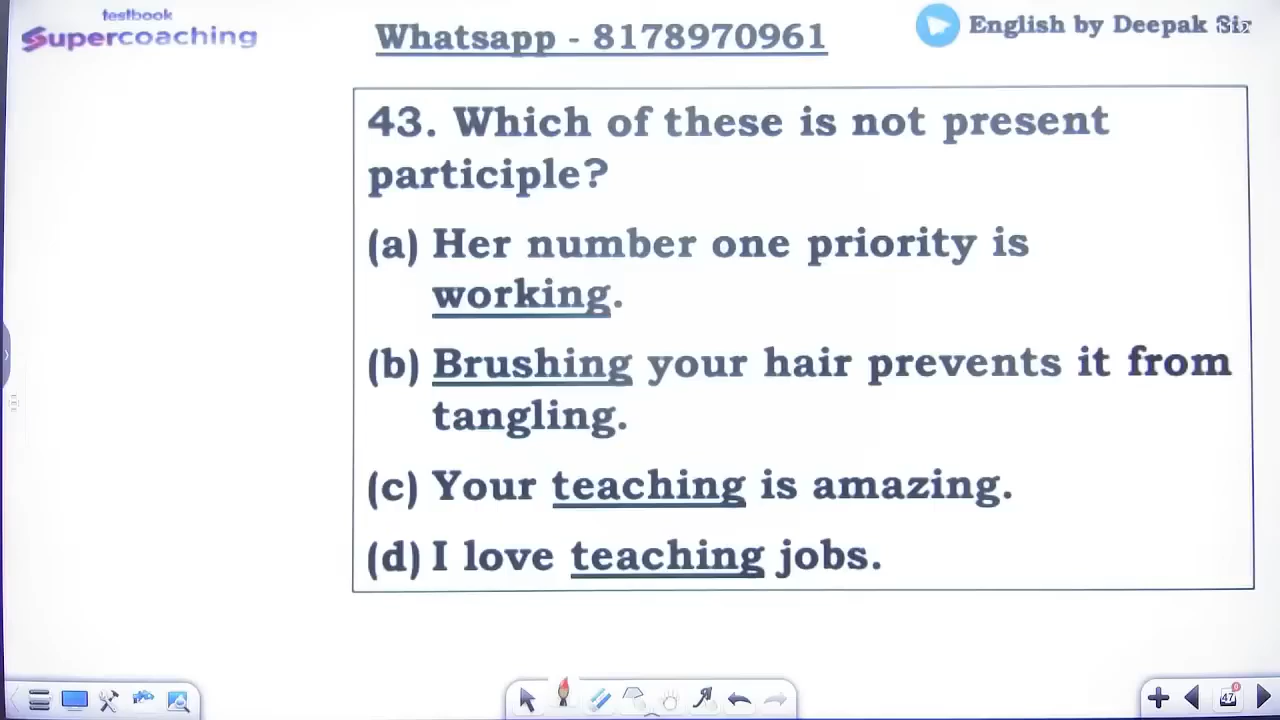 testbook
Supercoaching
Whatsapp - 8178970961
English by Deepak Sir
43. Which of these is not present
participle?
(a) Her number one priority is
working.
(b) Brushing your hair prevents it from
tangling.
(c) Your teaching is amazing.
(d) I love teaching jobs.
47